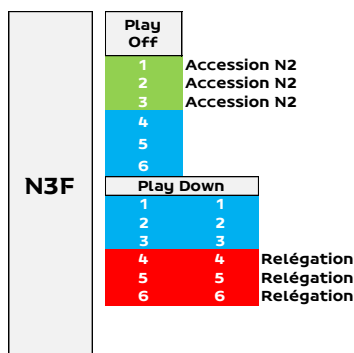 Play
Off
1 Accession N2
2 Accession N2
3 Accession N2
4
5
6
N3F
Play Down
1 1
2 2
3 3
4 4 Relégation
5 5 Relégation
6 6 Relégation